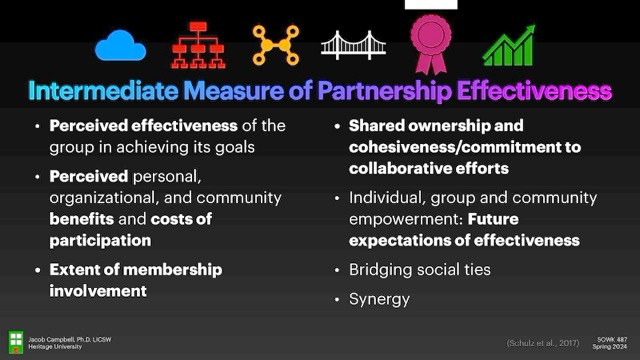 Intermediate Measure of Partnership Effectiveness
• Perceived effectiveness of the
group in achieving its goals
• Perceived personal,
organizational, and community
benefits and costs of
participation
• Extent of membership
involvement
• Shared ownership and
cohesiveness/commitment to
collaborative efforts
• Individual, group and community
empowerment: Future
expectations of effectiveness
• Bridging social ties
• Synergy
Jacob Campbell, Ph.D. LICSW
Heritage University
(Schulz et al., 2017)
SOWK 487
Spring 2024